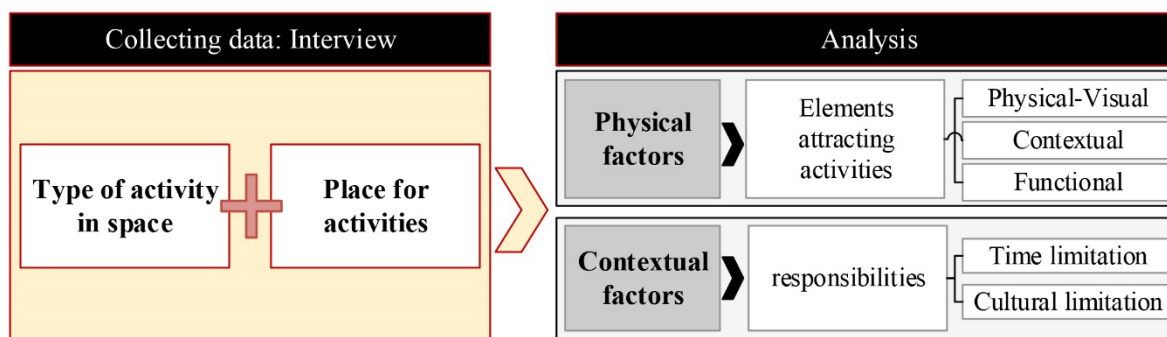 Collecting data: Interview
Type of activity
in space
Place for
activities
Analysis
Physical
factors
Elements
attracting
activities
Physical-Visual
Contextual
Functional
Contextual
factors
responsibilities
Time limitation
Cultural limitation